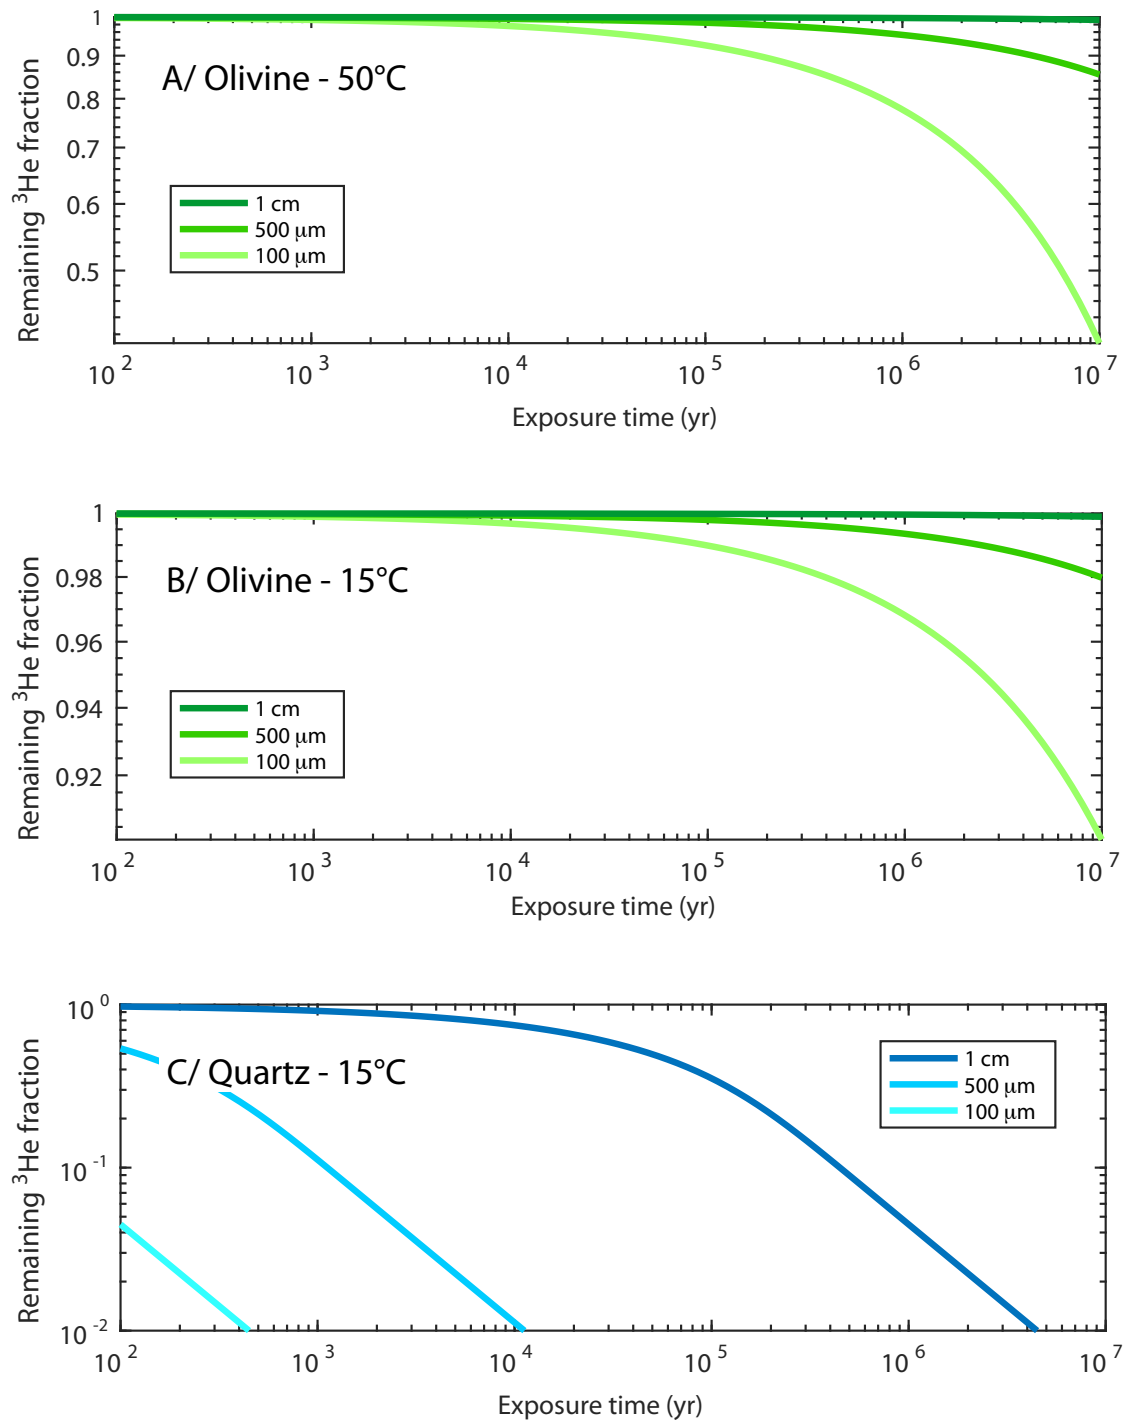 A/ Olivine - 50°C
Remaining ³He fraction
1
0.9
0.8
0.7
0.6
0.5
1 cm
500 μm
100 μm
10² 10³ 10⁴ 10⁵ 10⁶ 10⁷
Exposure time (yr)
B/ Olivine - 15°C
Remaining ³He fraction
1
0.98
0.96
0.94
0.92
1 cm
500 μm
100 μm
10² 10³ 10⁴ 10⁵ 10⁶ 10⁷
Exposure time (yr)
C/ Quartz - 15°C
Remaining ³He fraction
10⁰
10⁻¹
10⁻²
1 cm
500 μm
100 μm
10² 10³ 10⁴ 10⁵ 10⁶ 10⁷
Exposure time (yr)